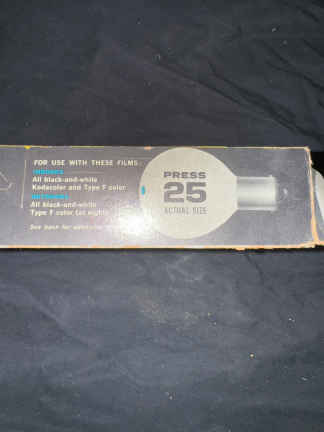 FOR USE WITH THESE FILMS:
INDOORS
All black-and-white
Kodacolor and Type F color
OUTDOORS
All black-and-white
Type F color (at night)
See back for
PRESS
25
ACTUAL SIZE